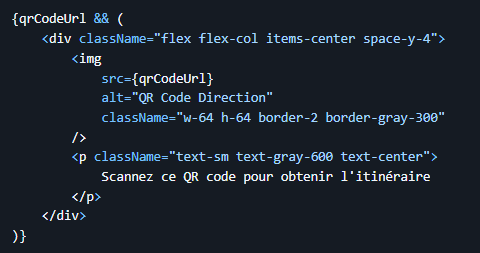 {qrCodeUrl && (
    <div className="flex flex-col items-center space-y-4">
        <img
            src={qrCodeUrl}
            alt="QR Code Direction"
            className="w-64 h-64 border-2 border-gray-300"
        />
        <p className="text-sm text-gray-600 text-center">
            Scannez ce QR code pour obtenir l'itinéraire
        </p>
    </div>
)}